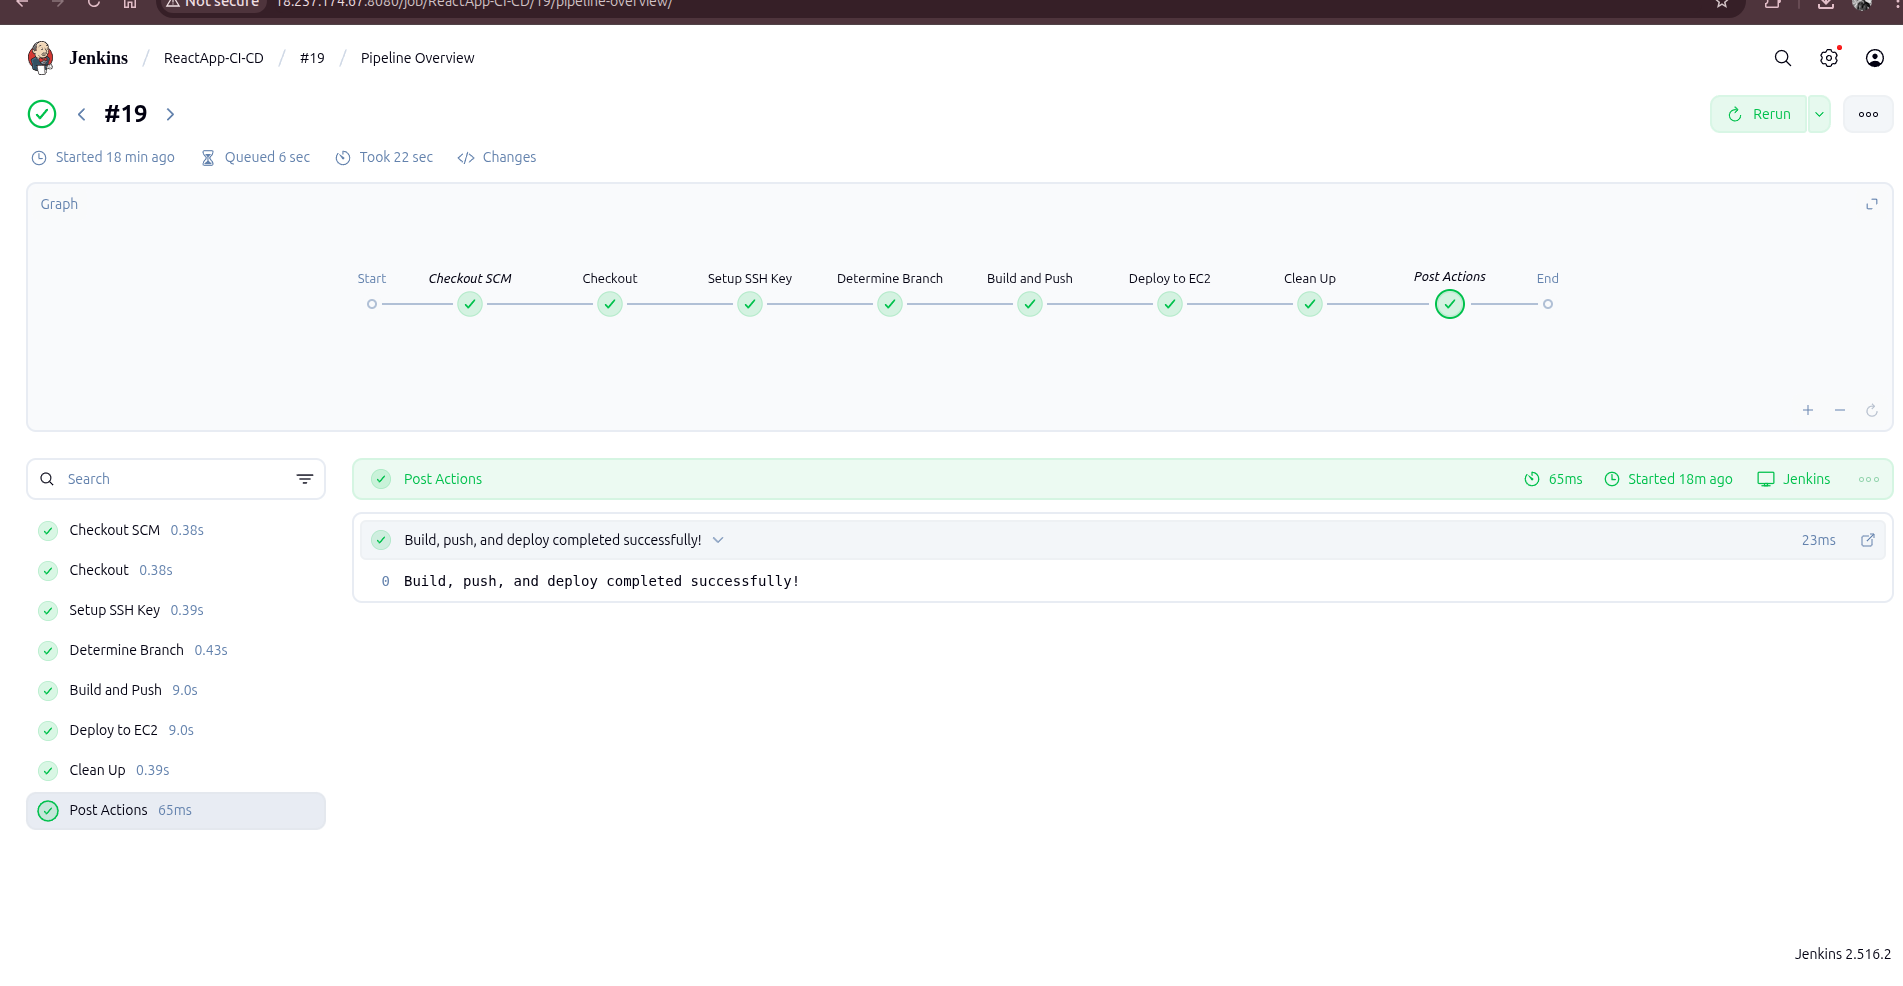 Not secure 18.237.174.67:8080/job/ReactApp-CI-CD/19/pipeline-overview/
Jenkins / ReactApp-CI-CD / #19 / Pipeline Overview
#19
Rerun
Started 18 min ago Queued 6 sec Took 22 sec Changes
Graph
Start Checkout SCM Checkout Setup SSH Key Determine Branch Build and Push Deploy to EC2 Clean Up Post Actions End
Search
Post Actions 65ms Started 18m ago Jenkins
Checkout SCM 0.38s
Build, push, and deploy completed successfully! 23ms
Checkout 0.38s
0 Build, push, and deploy completed successfully!
Setup SSH Key 0.39s
Determine Branch 0.43s
Build and Push 9.0s
Deploy to EC2 9.0s
Clean Up 0.39s
Post Actions 65ms
Jenkins 2.516.2